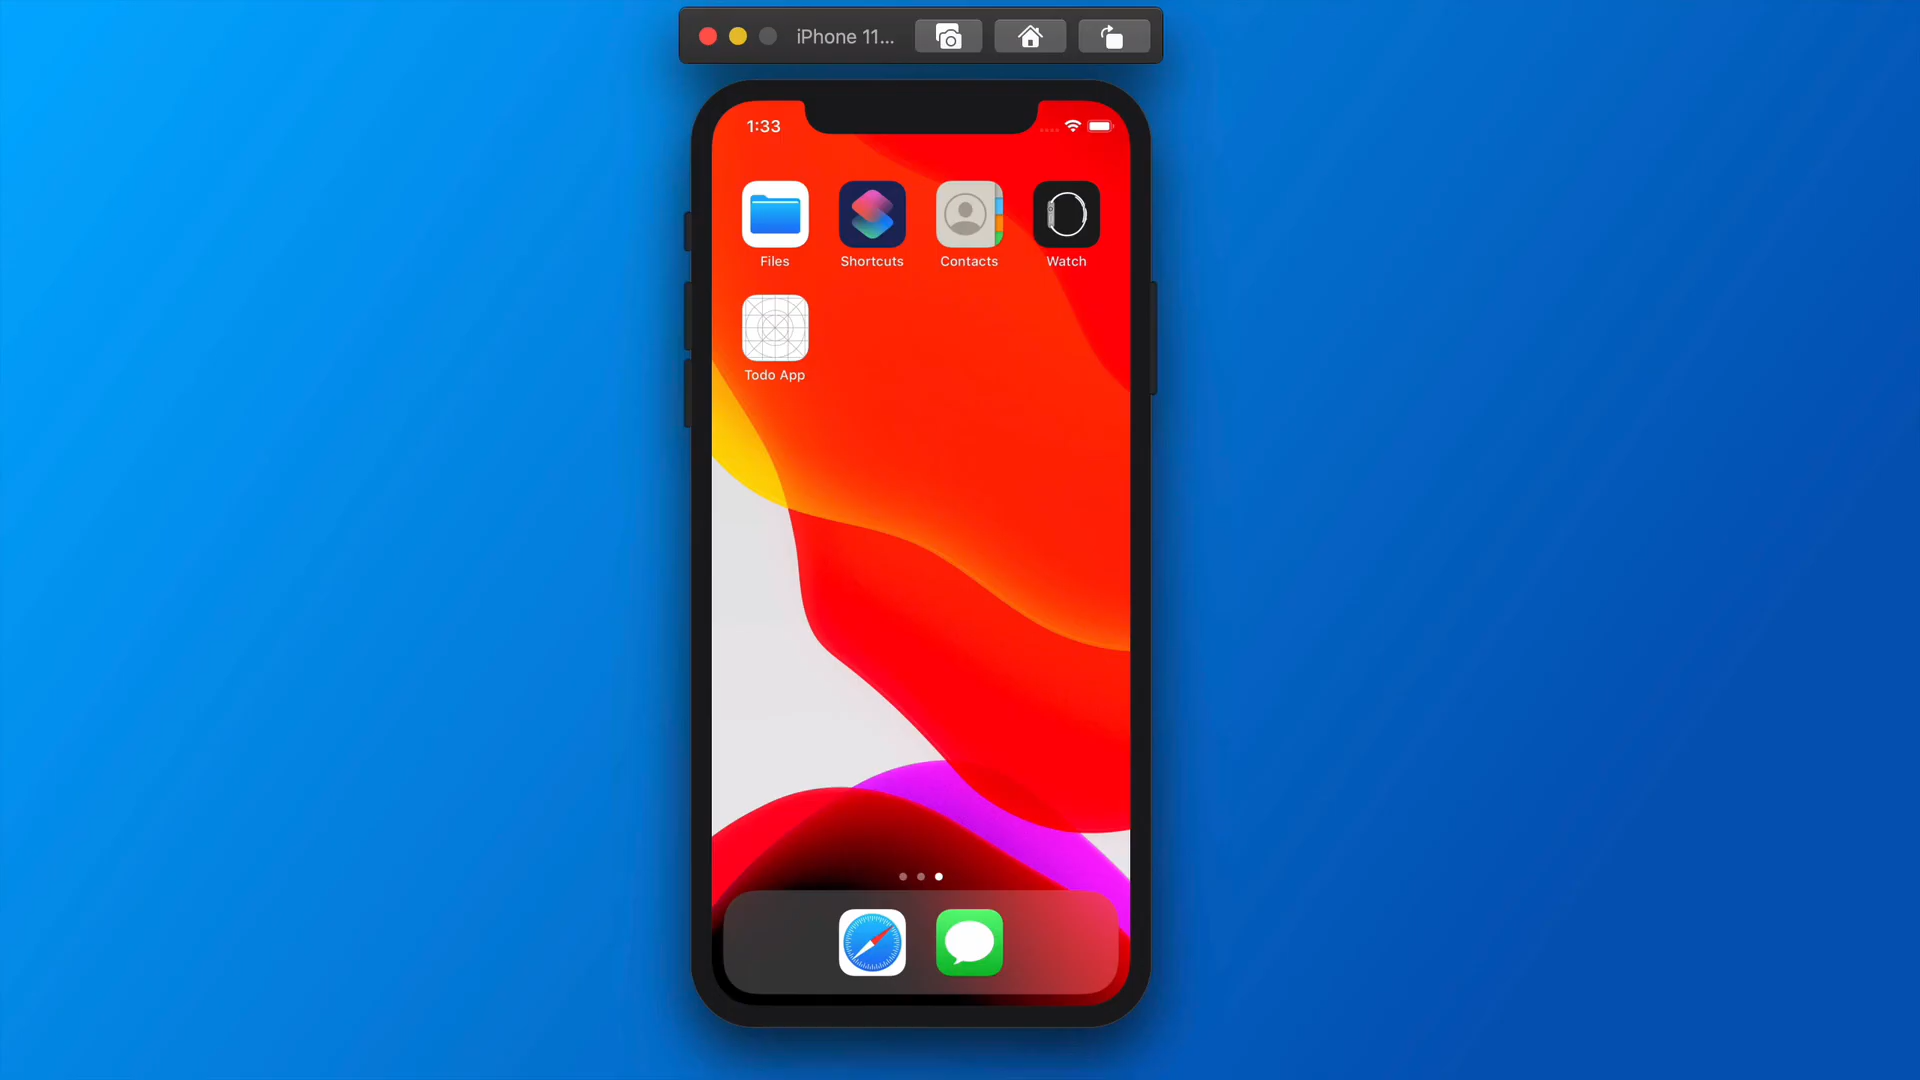 iPhone 11...
1:33
Files
Shortcuts
Contacts
Watch
Todo App